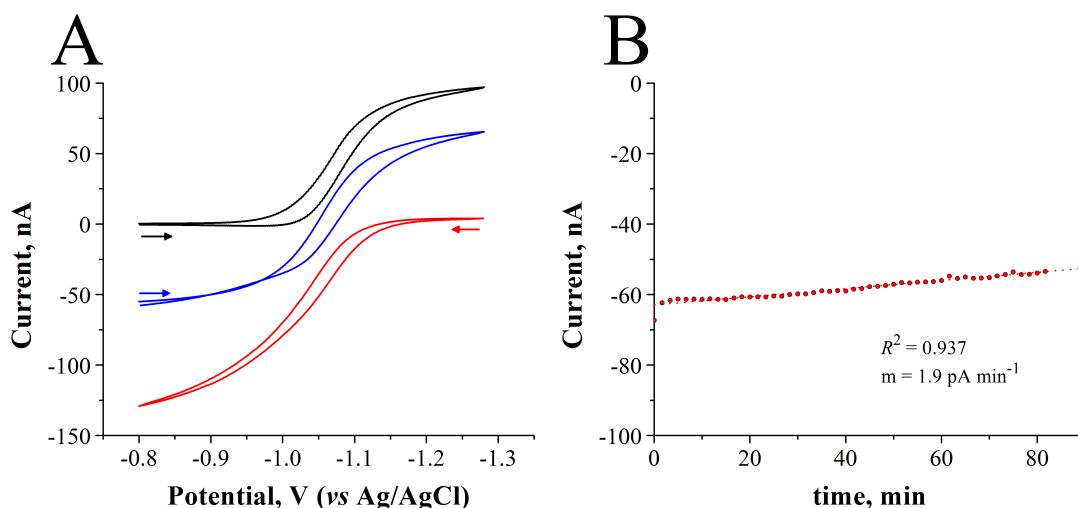 A
100
50
0
-50
-100
-150
Current, nA
-0.8 -0.9 -1.0 -1.1 -1.2 -1.3
Potential, V (vs Ag/AgCl)
B
0
-20
-40
-60
-80
-100
Current, nA
R² = 0.937
m = 1.9 pA min⁻¹
0 20 40 60 80
time, min